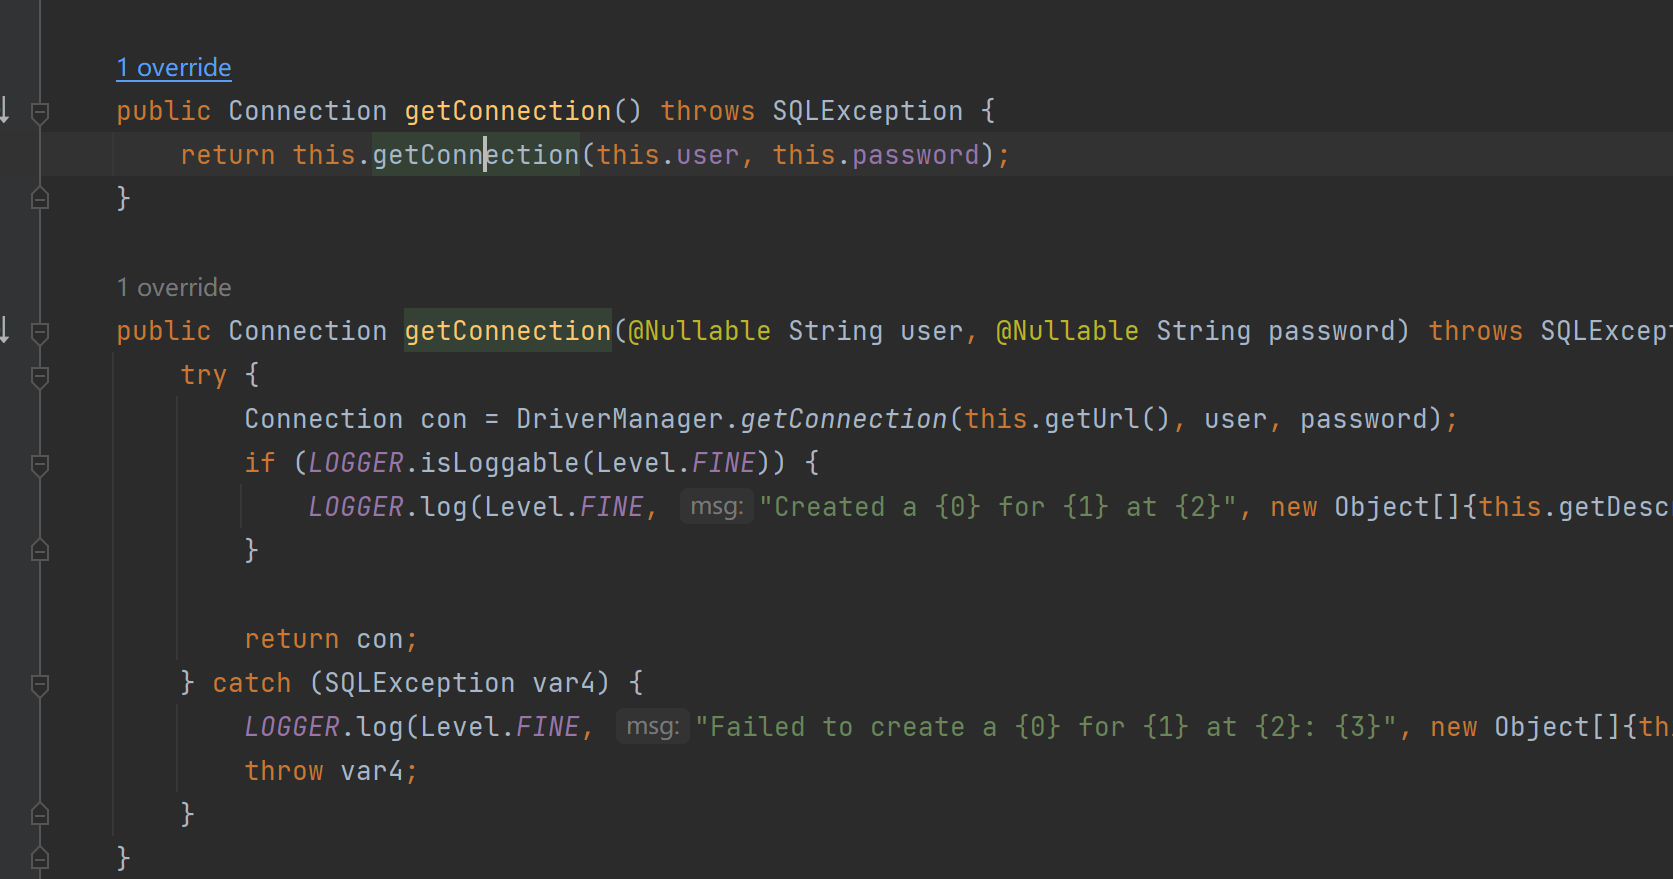 1 override
public Connection getConnection() throws SQLException {
return this.getConnection(this.user, this.password);
}
1 override
public Connection getConnection(@Nullable String user, @Nullable String password) throws SQLExcept
try {
Connection con = DriverManager.getConnection(this.getUrl(), user, password);
if (LOGGER.isLoggable(Level.FINE)) {
LOGGER.log(Level.FINE, msg: "Created a {0} for {1} at {2}", new Object[]{this.getDesc
}
return con;
} catch (SQLException var4) {
LOGGER.log(Level.FINE, msg: "Failed to create a {0} for {1} at {2}: {3}", new Object[]{th
throw var4;
}
}